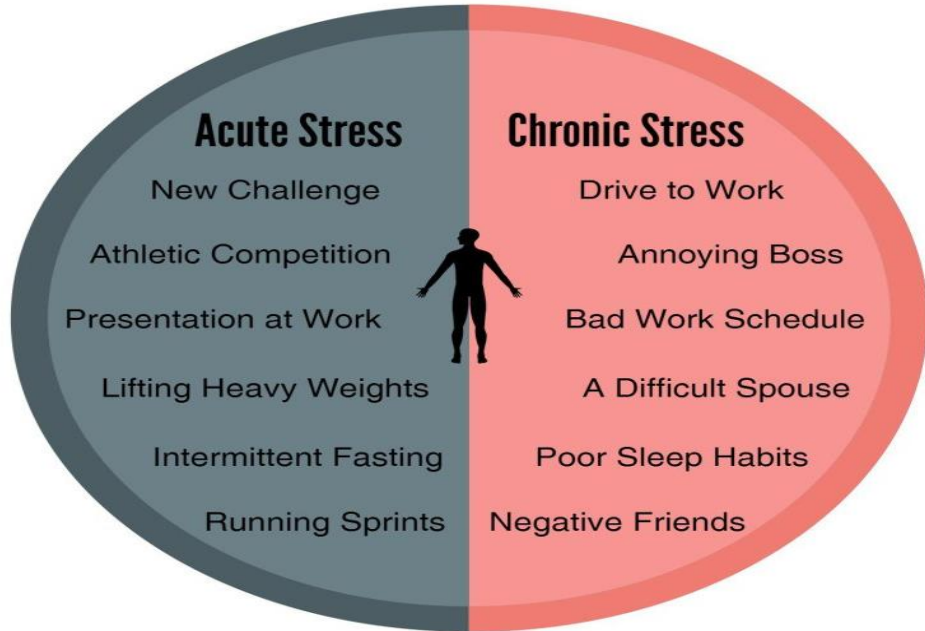 Acute Stress
New Challenge
Athletic Competition
Presentation at Work
Lifting Heavy Weights
Intermittent Fasting
Running Sprints
Chronic Stress
Drive to Work
Annoying Boss
Bad Work Schedule
A Difficult Spouse
Poor Sleep Habits
Negative Friends